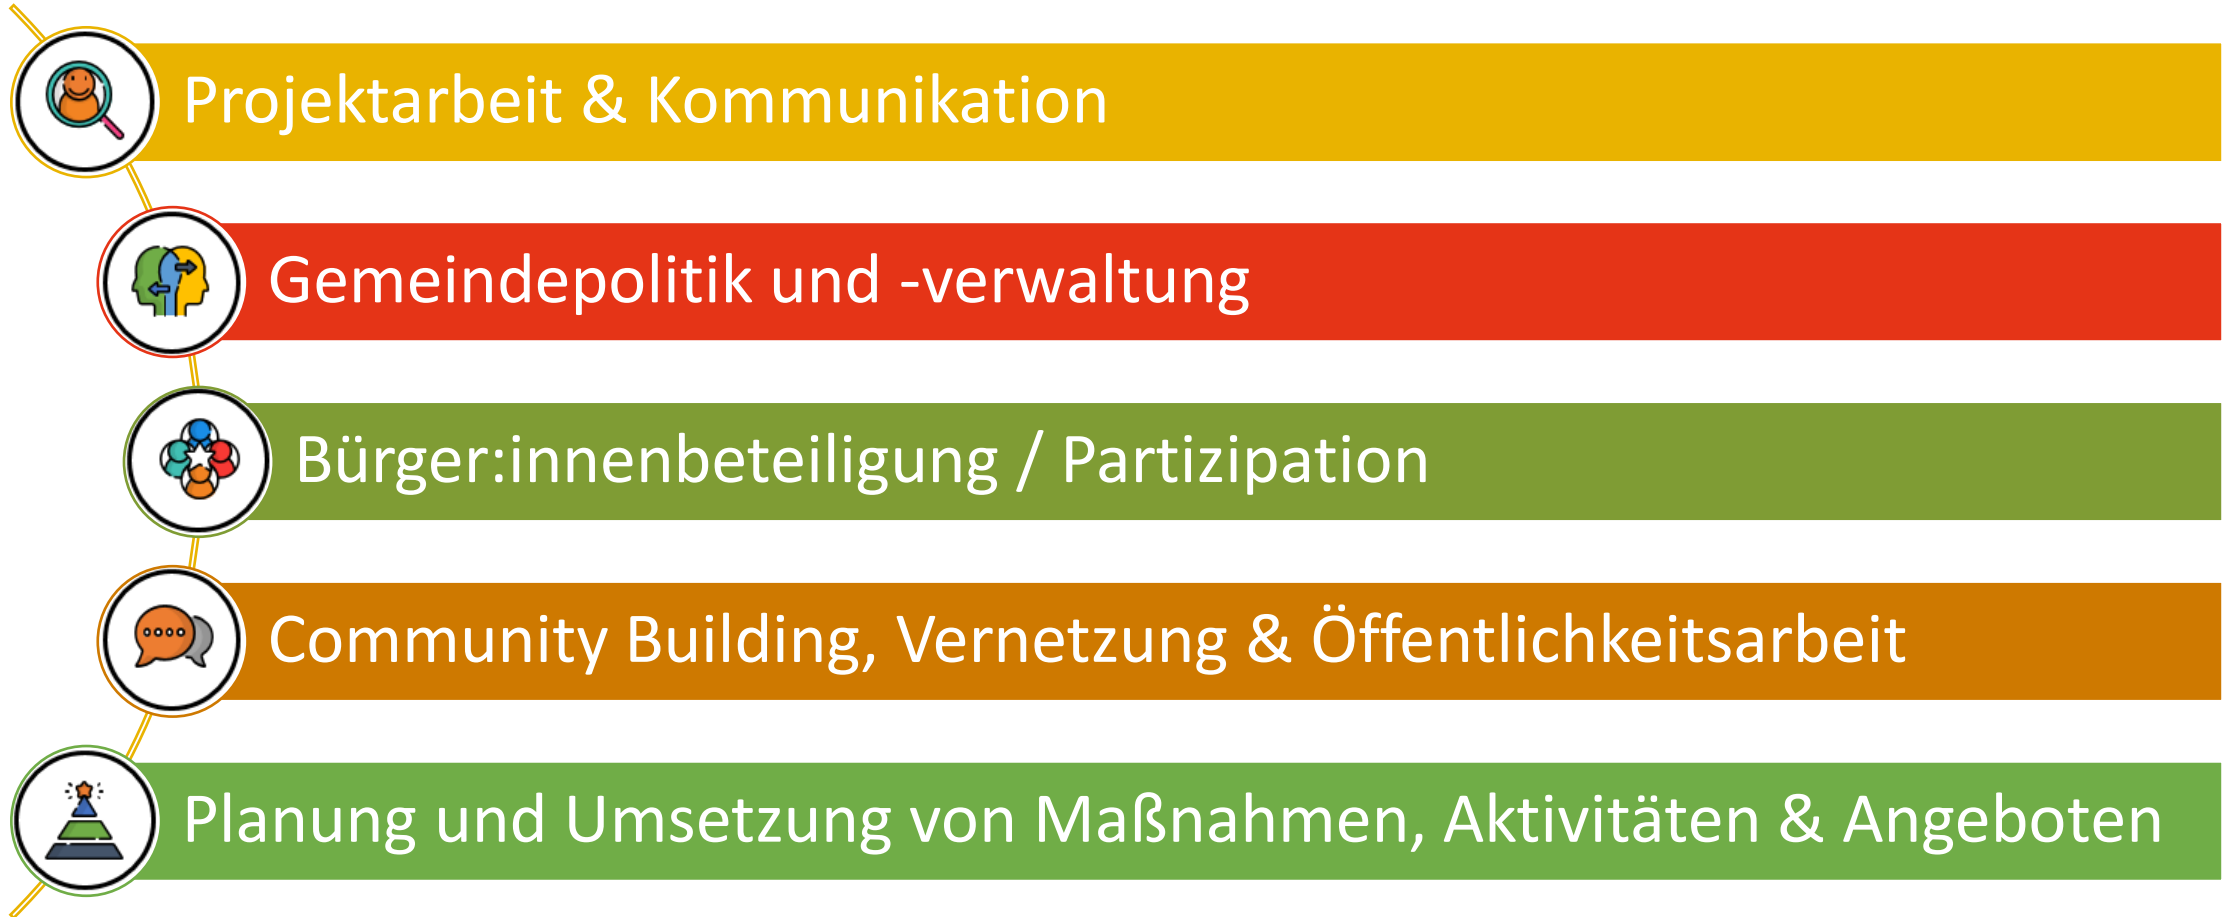 Projektarbeit & Kommunikation
Gemeindepolitik und -verwaltung
Bürger:innenbeteiligung / Partizipation
Community Building, Vernetzung & Öffentlichkeitsarbeit
Planung und Umsetzung von Maßnahmen, Aktivitäten & Angeboten